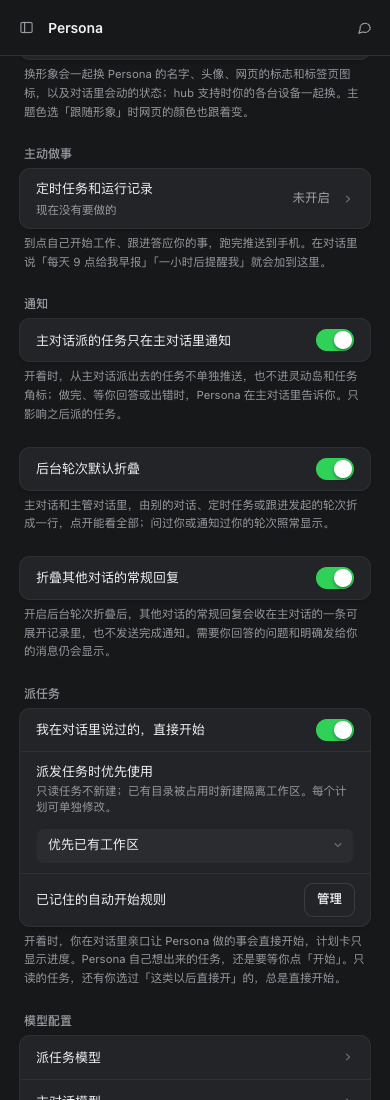 Persona
换形象会一起换 Persona 的名字、头像、网页的标志和标签页图
标，以及对话里会动的状态；hub 支持时你的各台设备一起换。主
题色选「跟随形象」时网页的颜色也跟着变。
主动做事
定时任务和运行记录
现在没有要做的
未开启
到点自己开始工作、跟进答应你的事，跑完推送到手机。在对话里
说「每天 9 点给我早报」「一小时后提醒我」就会加到这里。
通知
主对话派的任务只在主对话里通知
开着时，从主对话派出去的任务不单独推送，也不进灵动岛和任务
角标；做完、等你回答或出错时，Persona 在主对话里告诉你。只
影响之后派的任务。
后台轮次默认折叠
主对话和主管对话里，由别的对话、定时任务或跟进发起的轮次折
成一行，点开能看全部；问过你或通知过你的轮次照常显示。
折叠其他对话的常规回复
开启后台轮次折叠后，其他对话的常规回复会收在主对话的一条可
展开记录里，也不发送完成通知。需要你回答的问题和明确发给你
的消息仍会显示。
派任务
我在对话里说过的，直接开始
派发任务时优先使用
只读任务不新建；已有目录被占用时新建隔离工作区。每个计
划可单独修改。
优先已有工作区
已记住的自动开始规则
管理
开着时，你在对话里亲口让 Persona 做的事会直接开始，计划卡只
显示进度。Persona 自己想出来的任务，还是要等你点「开始」。只
读的任务，还有你选过「这类以后直接开」的，总是直接开始。
模型配置
派任务模型
主对话模型